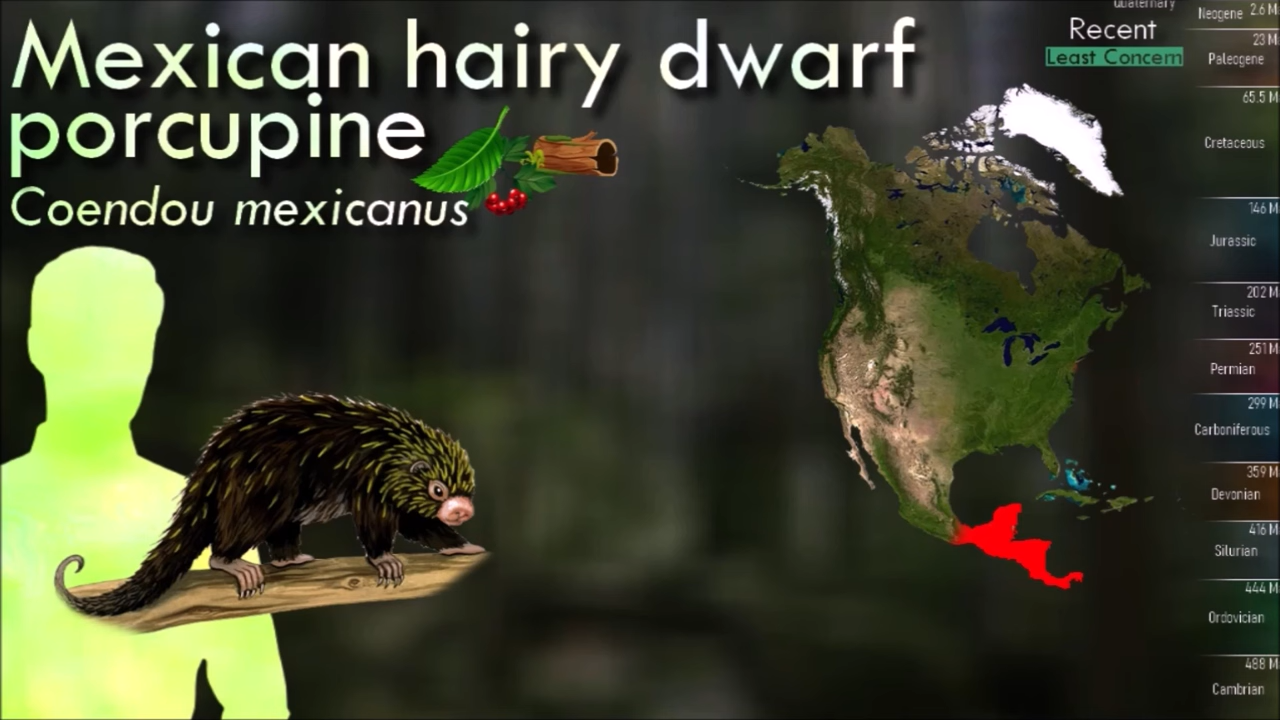 Mexican hairy dwarf
porcupine
Coendou mexicanus
Recent
Least Concern
Quaternary
2.6 M
Neogene
23 M
Paleogene
65.5 M
Cretaceous
146 M
Jurassic
202 M
Triassic
251 M
Permian
299 M
Carboniferous
359 M
Devonian
416 M
Silurian
444 M
Ordovician
488 M
Cambrian